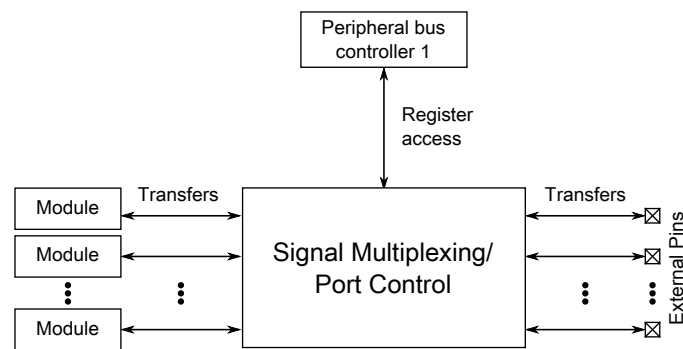 Peripheral bus
controller 1
Register
access
Transfers
Transfers
Module
Module
Module
Signal Multiplexing/
Port Control
External Pins